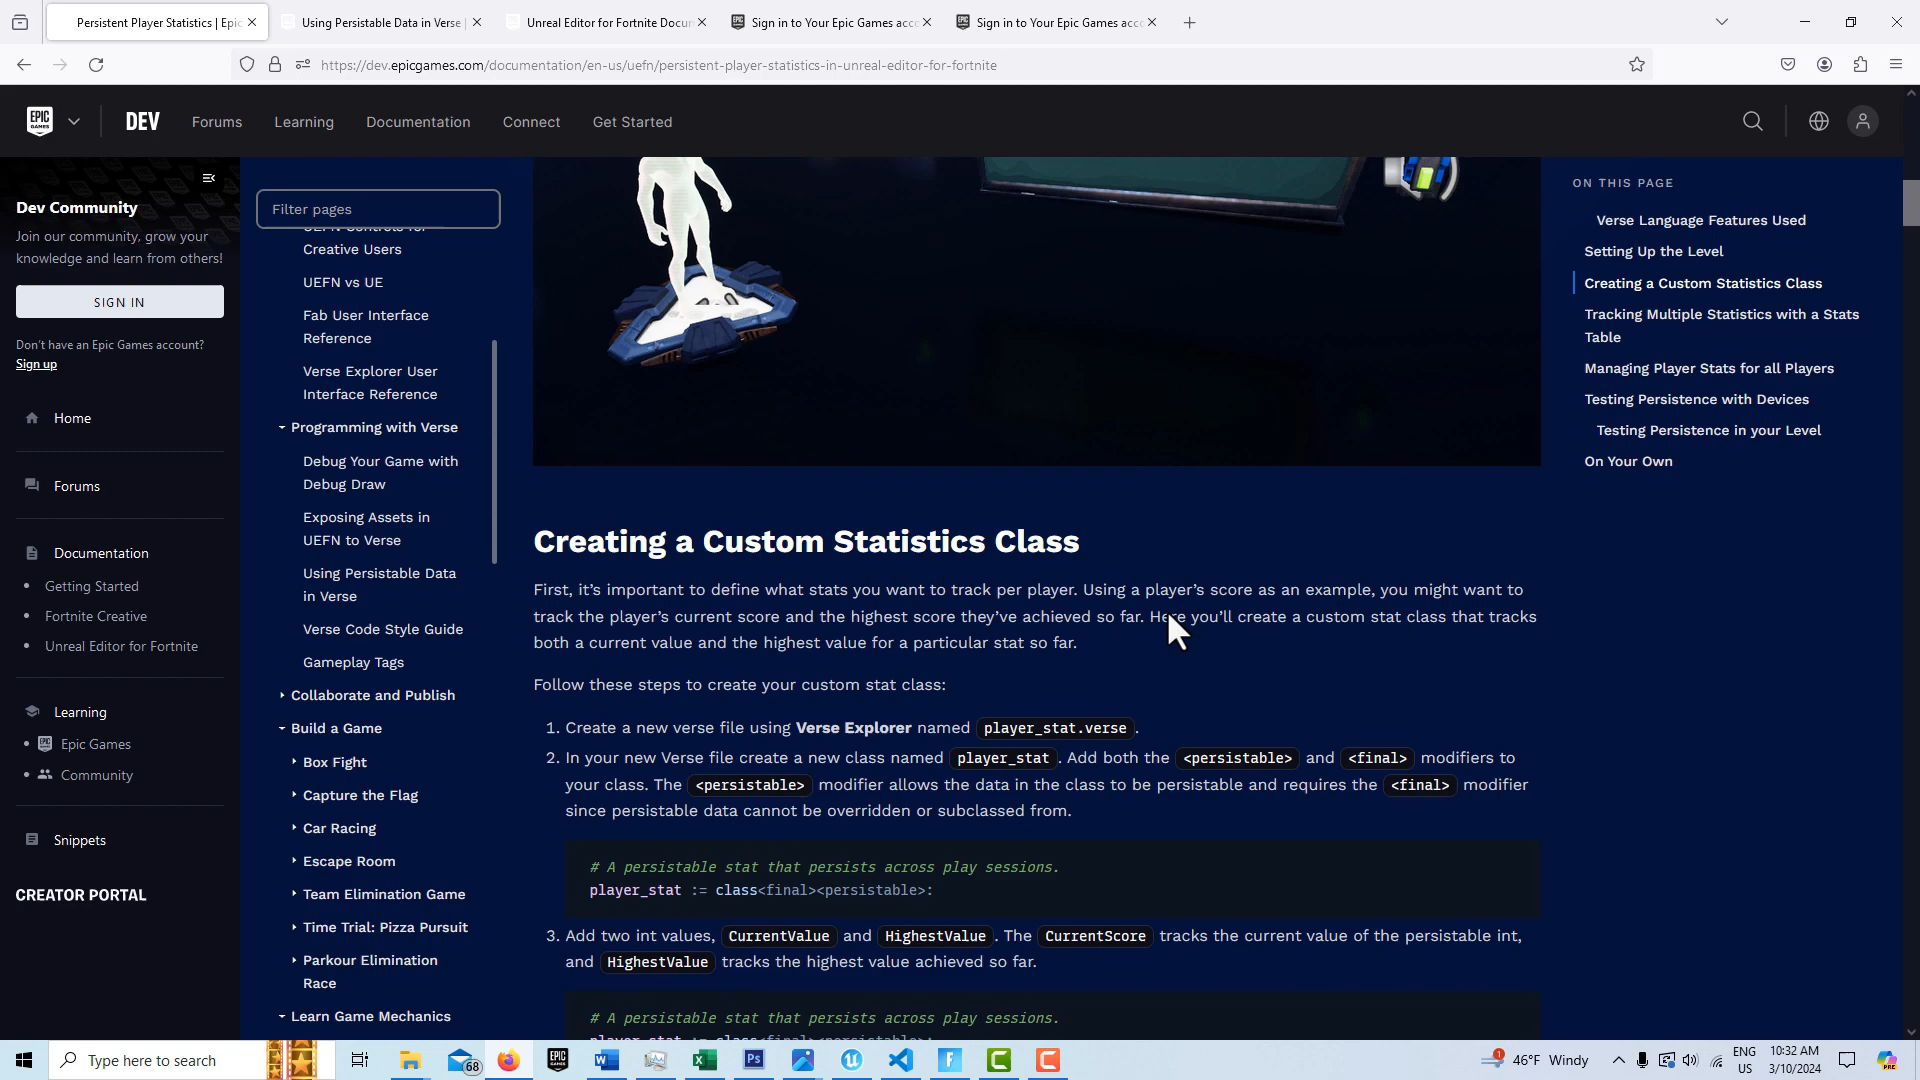 Persistent Player Statistics | Epic
Using Persistable Data in Verse |
Unreal Editor for Fortnite Docu
Sign in to Your Epic Games acc
Sign in to Your Epic Games acc
https://dev.epicgames.com/documentation/en-us/uefn/persistent-player-statistics-in-unreal-editor-for-fortnite
EPIC GAMES
DEV
Forums
Learning
Documentation
Connect
Get Started
Dev Community
Join our community, grow your
knowledge and learn from others!
SIGN IN
Don't have an Epic Games account?
Sign up
Home
Forums
Documentation
Getting Started
Fortnite Creative
Unreal Editor for Fortnite
Learning
Epic Games
Community
Snippets
CREATOR PORTAL
Filter pages
UEFN Controls for
Creative Users
UEFN vs UE
Fab User Interface
Reference
Verse Explorer User
Interface Reference
Programming with Verse
Debug Your Game with
Debug Draw
Exposing Assets in
UEFN to Verse
Using Persistable Data
in Verse
Verse Code Style Guide
Gameplay Tags
Collaborate and Publish
Build a Game
Box Fight
Capture the Flag
Car Racing
Escape Room
Team Elimination Game
Time Trial: Pizza Pursuit
Parkour Elimination
Race
Learn Game Mechanics
Creating a Custom Statistics Class
First, it's important to define what stats you want to track per player. Using a player's score as an example, you might want to
track the player's current score and the highest score they've achieved so far. Here you'll create a custom stat class that tracks
both a current value and the highest value for a particular stat so far.
Follow these steps to create your custom stat class:
1. Create a new verse file using Verse Explorer named player_stat.verse.
2. In your new Verse file create a new class named player_stat. Add both the <persistable> and <final> modifiers to
your class. The <persistable> modifier allows the data in the class to be persistable and requires the <final> modifier
since persistable data cannot be overridden or subclassed from.
# A persistable stat that persists across play sessions.
player_stat := class<final><persistable>:
3. Add two int values, CurrentValue and HighestValue. The CurrentScore tracks the current value of the persistable int,
and HighestValue tracks the highest value achieved so far.
# A persistable stat that persists across play sessions.
player_stat := class<final><persistable>:
ON THIS PAGE
Verse Language Features Used
Setting Up the Level
Creating a Custom Statistics Class
Tracking Multiple Statistics with a Stats
Table
Managing Player Stats for all Players
Testing Persistence with Devices
Testing Persistence in your Level
On Your Own
Type here to search
68
1
46°F Windy
ENG
US
10:32 AM
3/10/2024